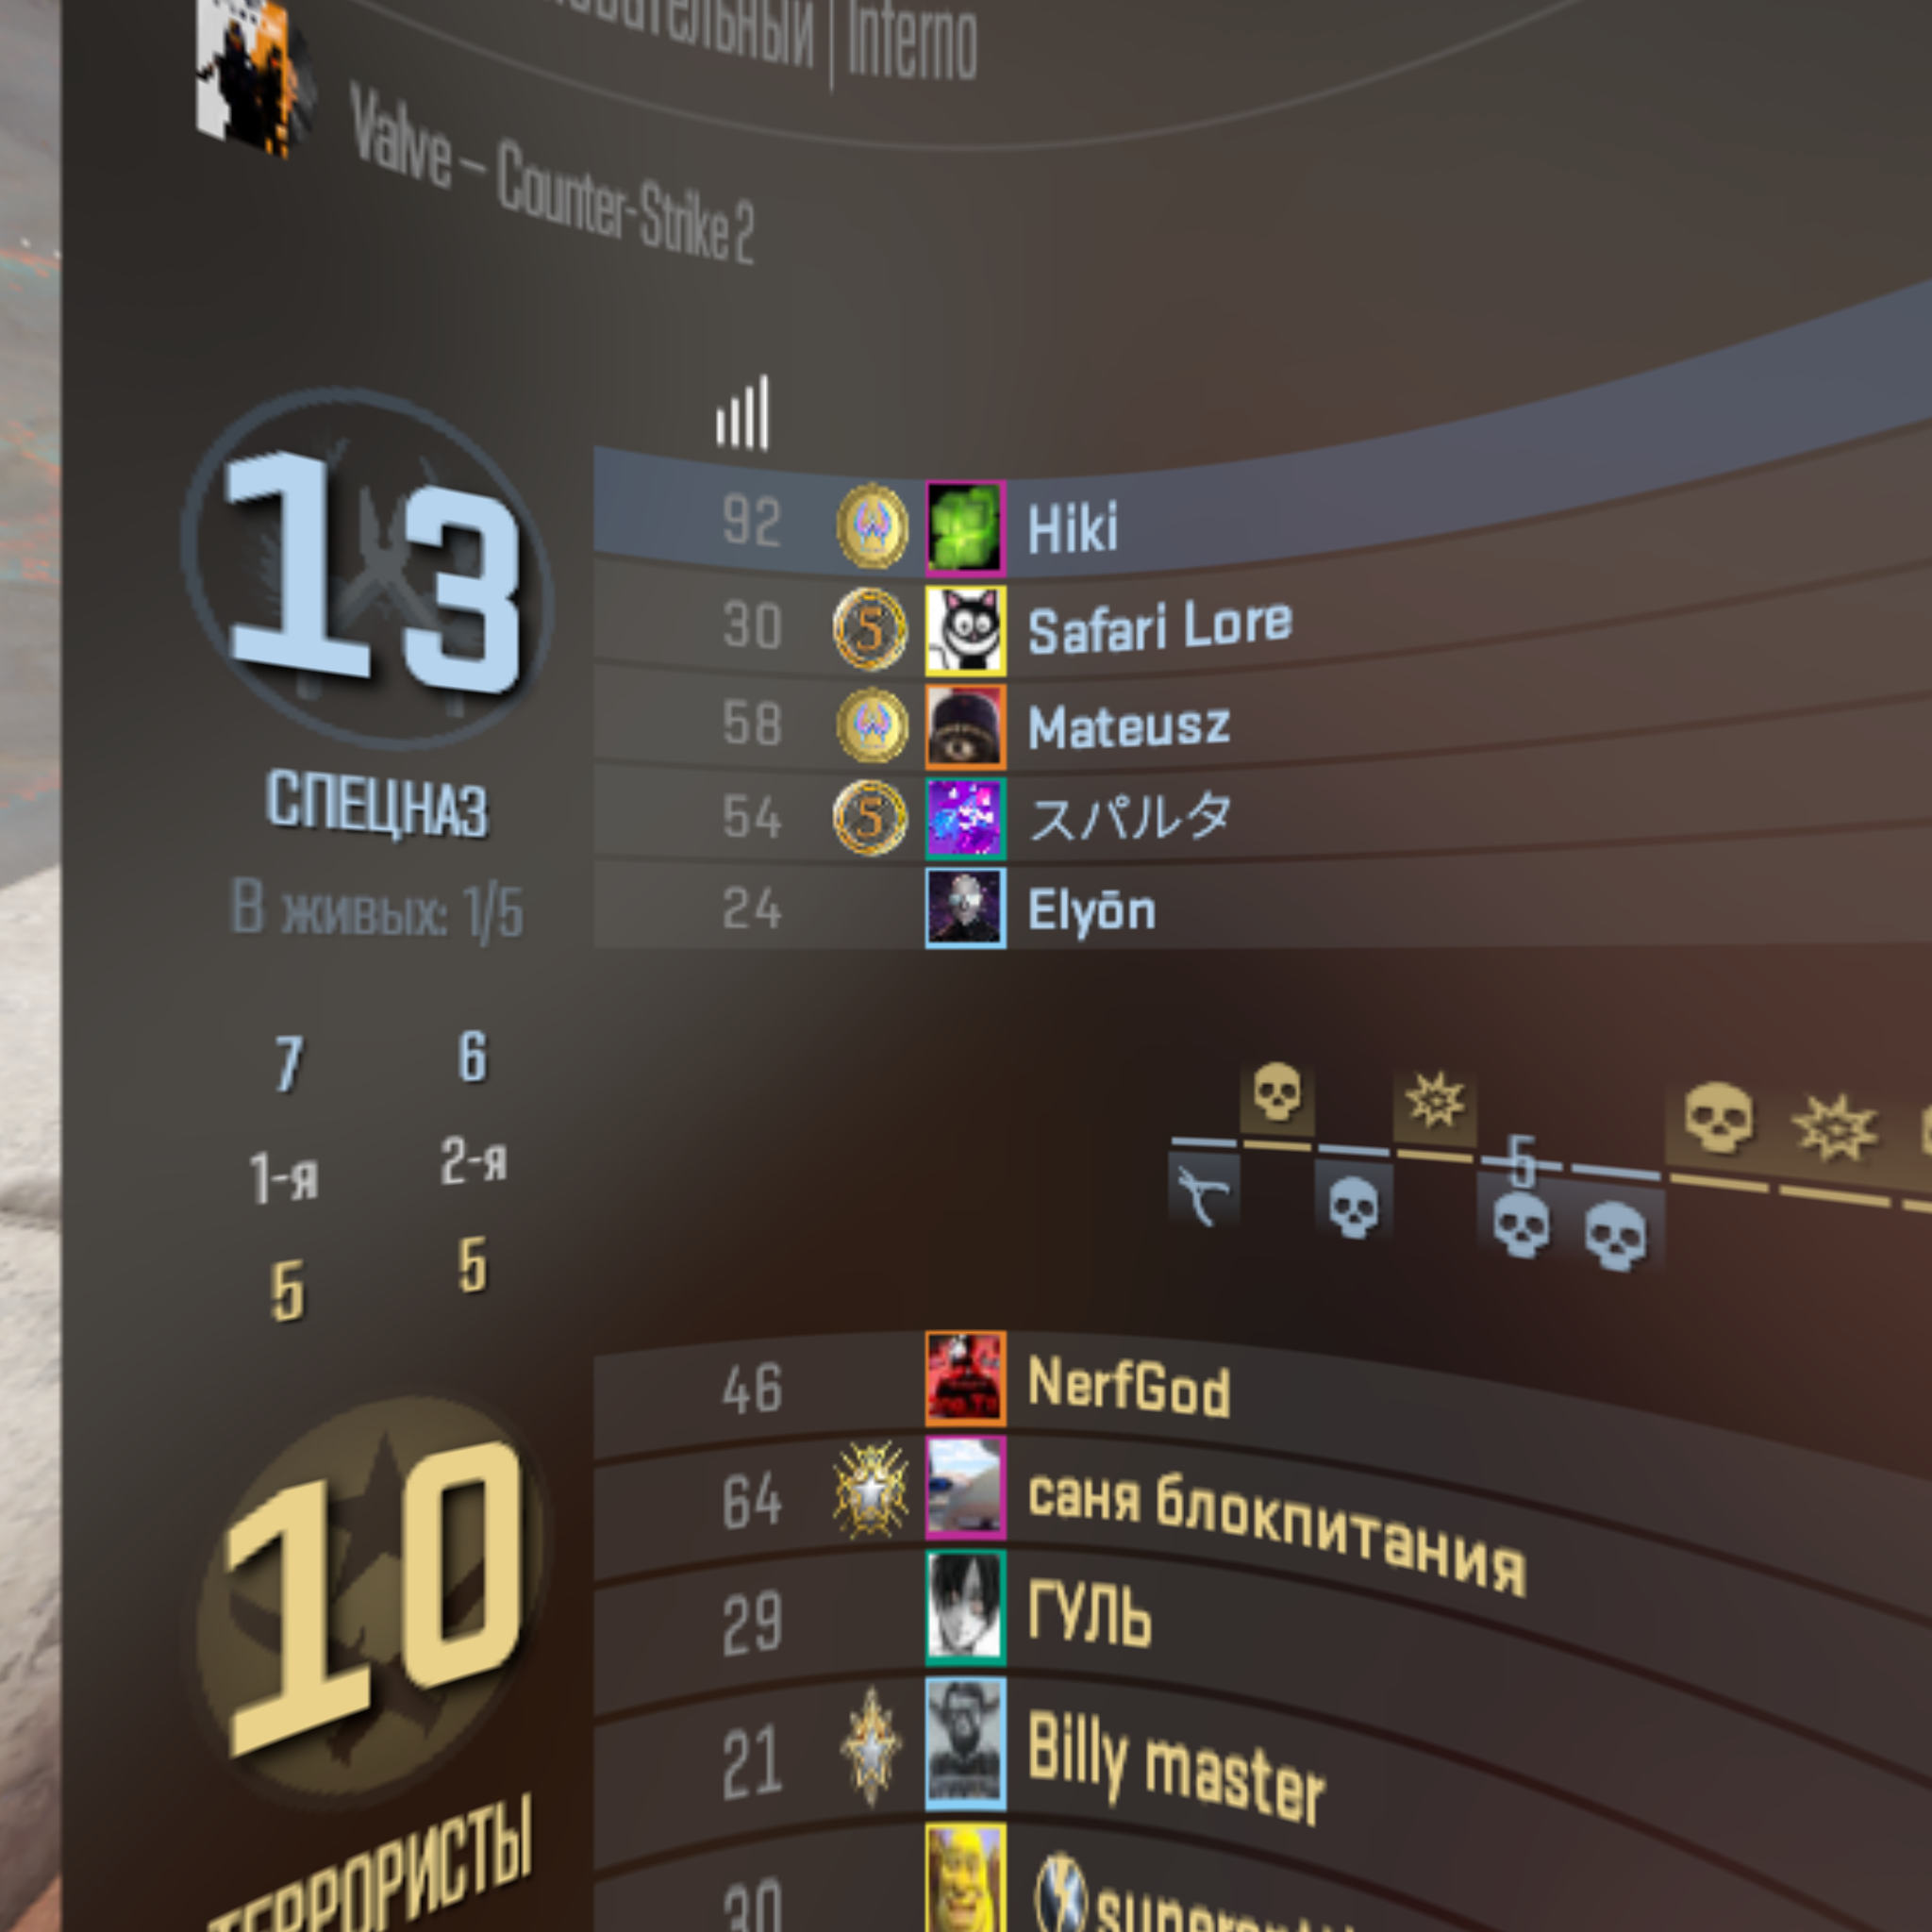 Inferno
Valve – Counter-Strike 2
13
СПЕЦНАЗ
В живых: 1/5
92 Hiki
30 5 Safari Lore
58 Mateusz
54 5 スパルタ
24 Elyōn
7 6
1-я 2-я
5 5
5
10
ТЕРРОРИСТЫ
46 NerfGod
64 саня блокпитания
29 ГУЛЬ
21 Billy master
30